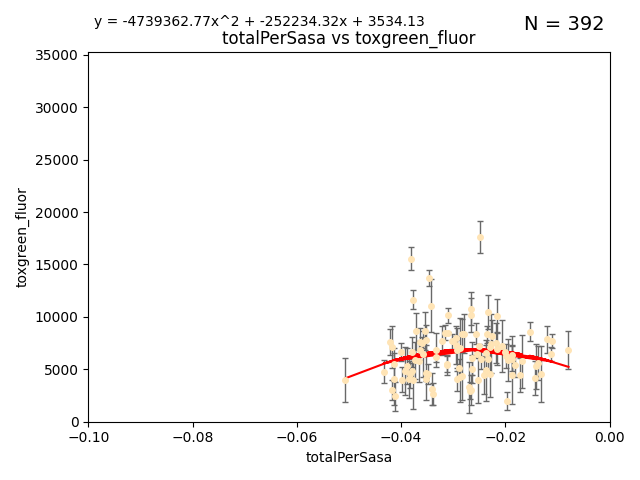 y = -4739362.77x^2 + -252234.32x + 3534.13
N = 392
totalPerSasa vs toxgreen_fluor
35000
30000
25000
20000
15000
10000
5000
0
toxgreen_fluor
−0.10
−0.08
−0.06
−0.04
−0.02
0.00
totalPerSasa